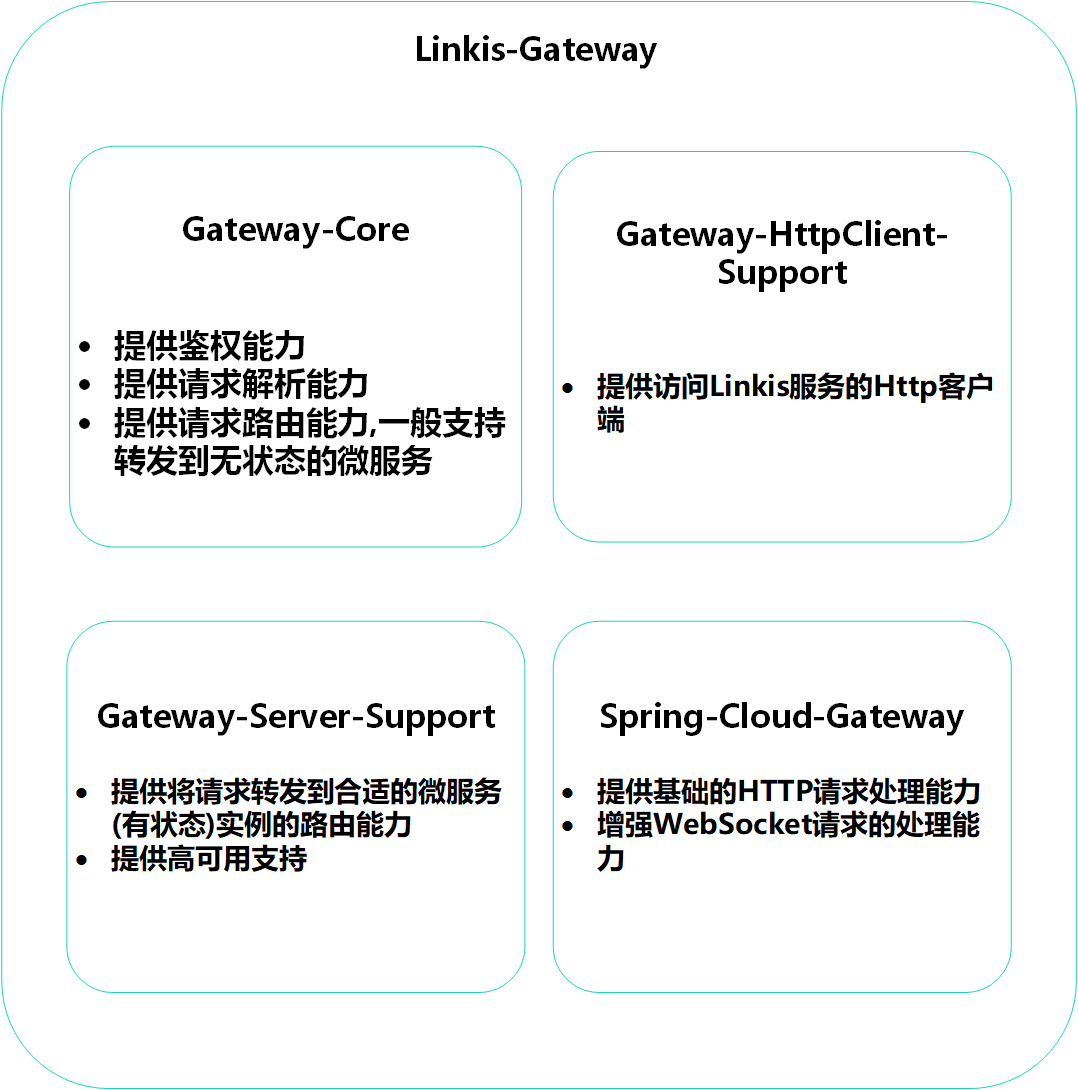 Linkis-Gateway
Gateway-Core
• 提供鉴权能力
• 提供请求解析能力
• 提供请求路由能力,一般支持
转发到无状态的微服务
Gateway-HttpClient-
Support
• 提供访问Linkis服务的Http客户
端
Gateway-Server-Support
• 提供将请求转发到合适的微服务
(有状态)实例的路由能力
• 提供高可用支持
Spring-Cloud-Gateway
• 提供基础的HTTP请求处理能力
• 增强WebSocket请求的处理能
力